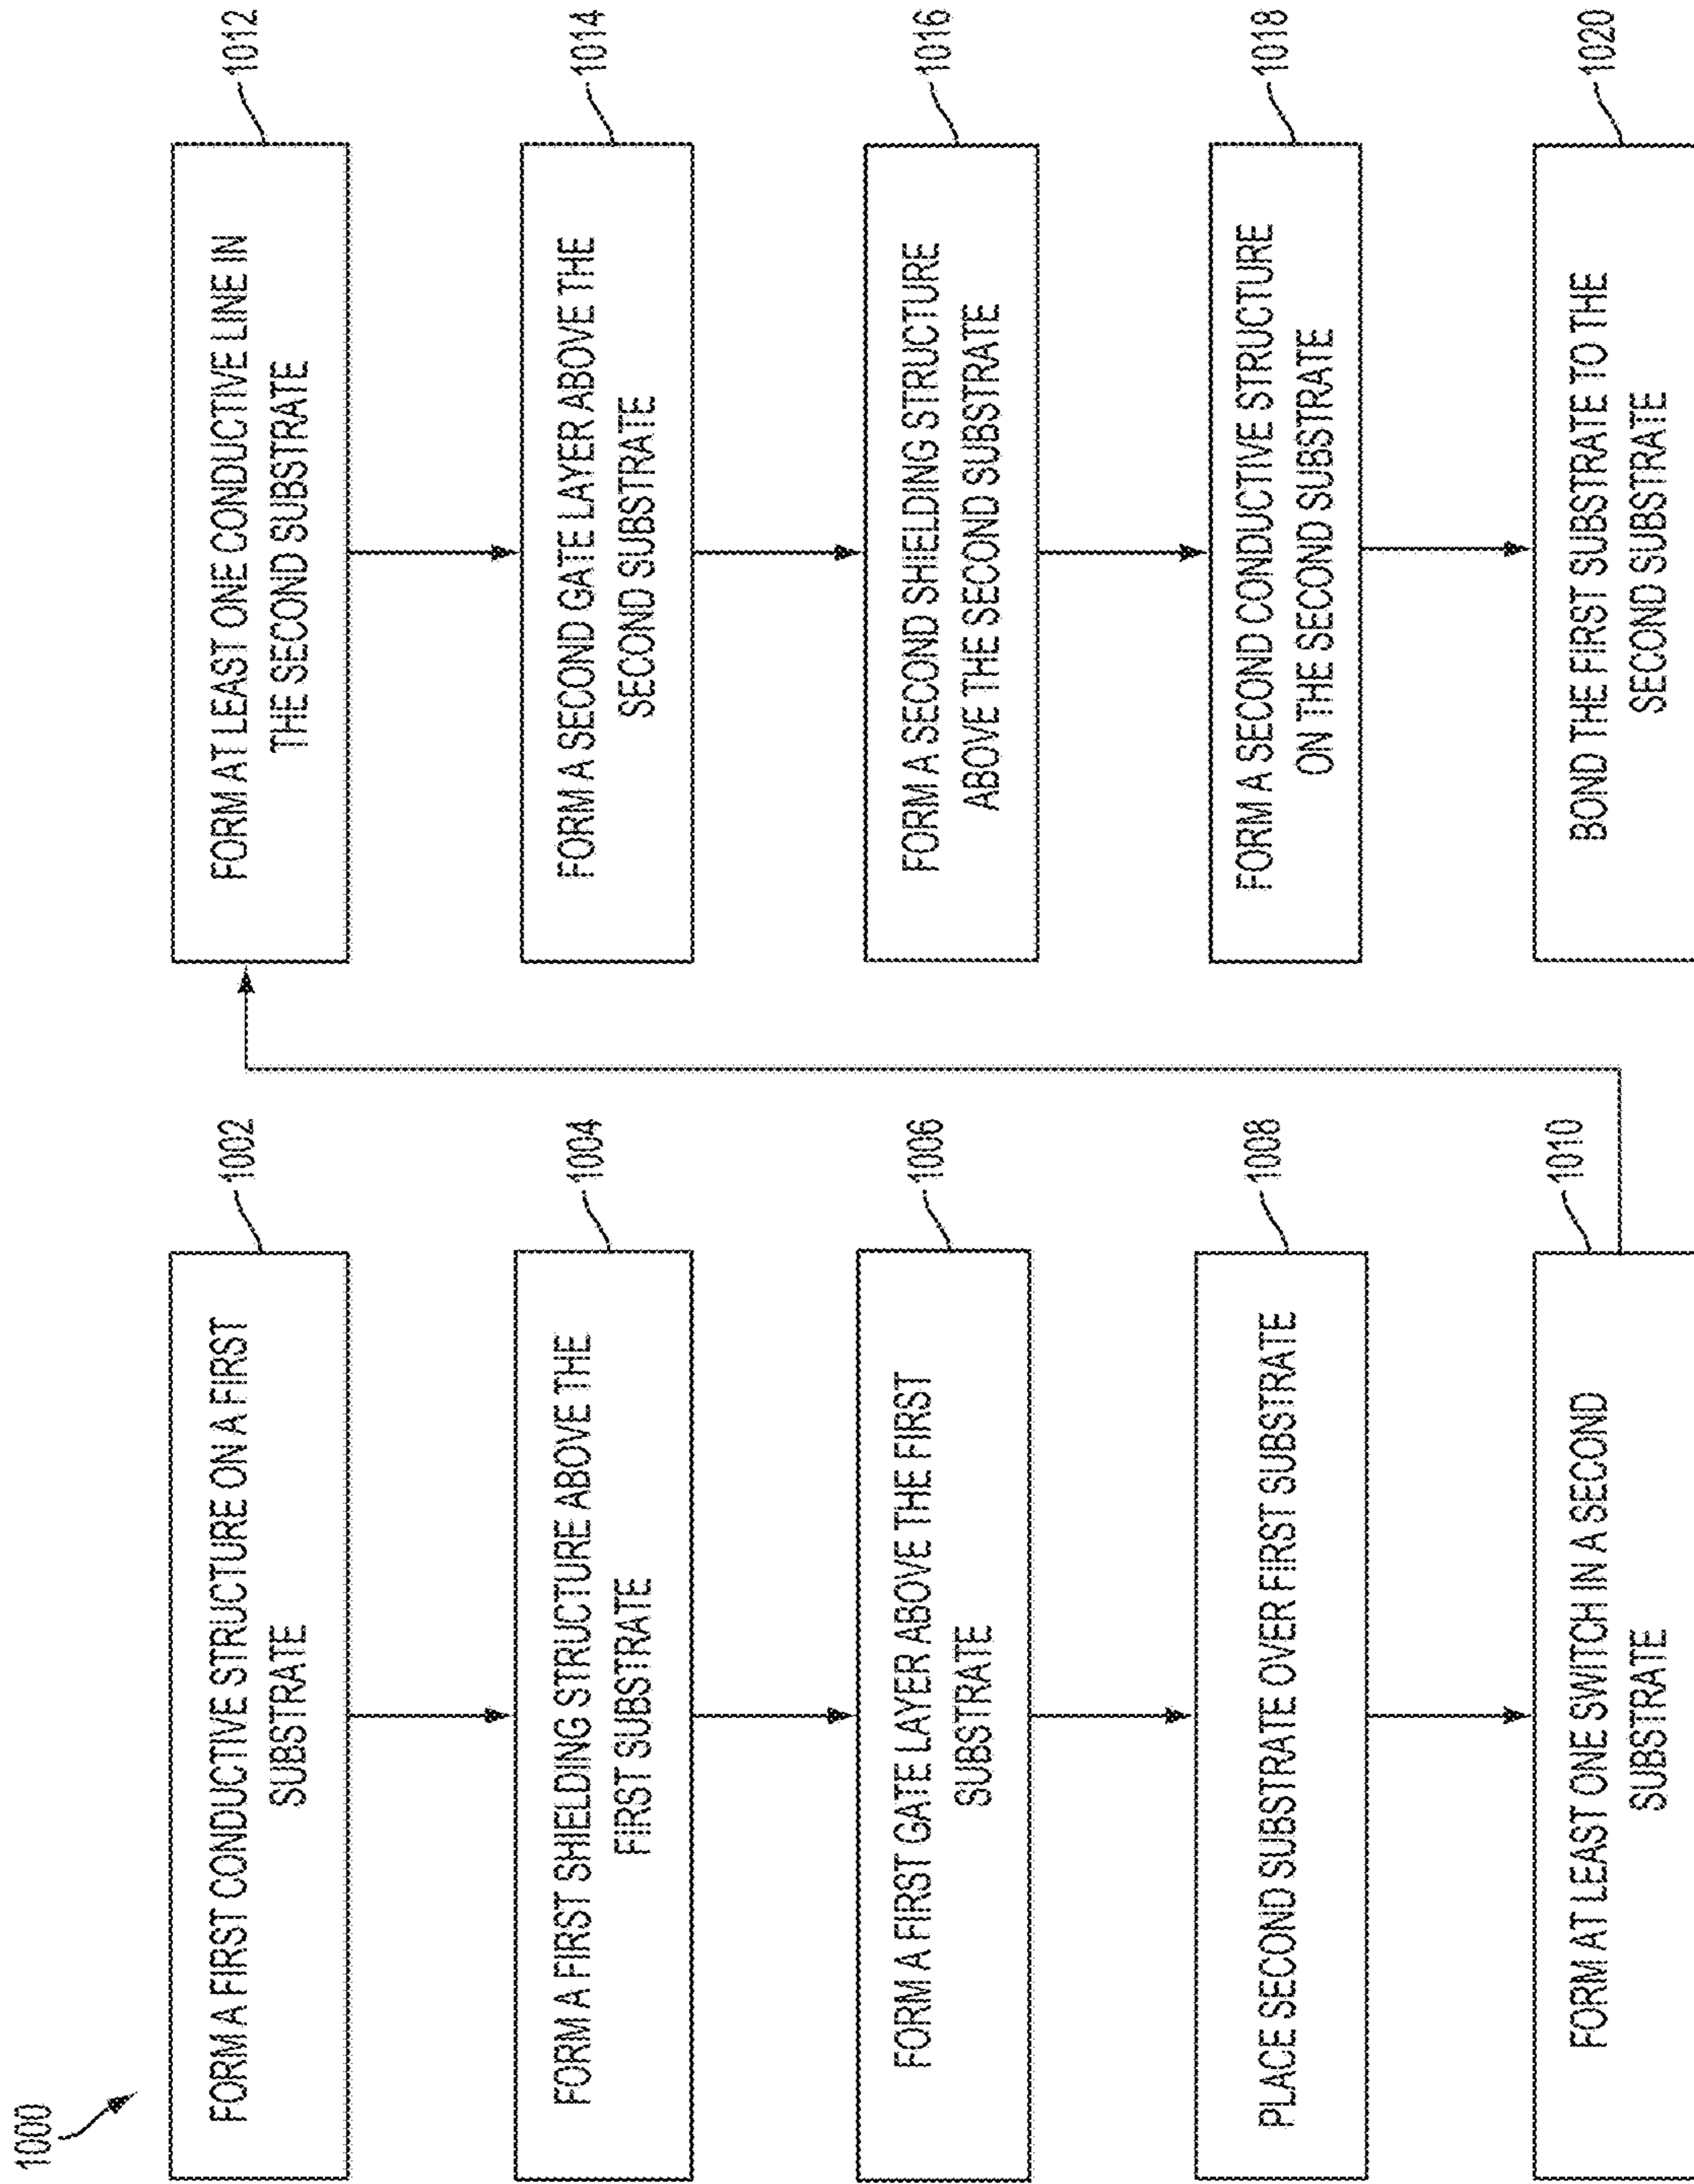 1000
FORM A FIRST CONDUCTIVE STRUCTURE ON A FIRST
SUBSTRATE
1002
FORM A FIRST SHIELDING STRUCTURE ABOVE THE
FIRST SUBSTRATE
1004
FORM A FIRST GATE LAYER ABOVE THE FIRST
SUBSTRATE
1006
PLACE SECOND SUBSTRATE OVER FIRST SUBSTRATE
1008
FORM AT LEAST ONE SWITCH IN A SECOND
SUBSTRATE
1010
FORM AT LEAST ONE CONDUCTIVE LINE IN
THE SECOND SUBSTRATE
1012
FORM A SECOND GATE LAYER ABOVE THE
SECOND SUBSTRATE
1014
FORM A SECOND SHIELDING STRUCTURE
ABOVE THE SECOND SUBSTRATE
1016
FORM A SECOND CONDUCTIVE STRUCTURE
ON THE SECOND SUBSTRATE
1018
BOND THE FIRST SUBSTRATE TO THE
SECOND SUBSTRATE
1020